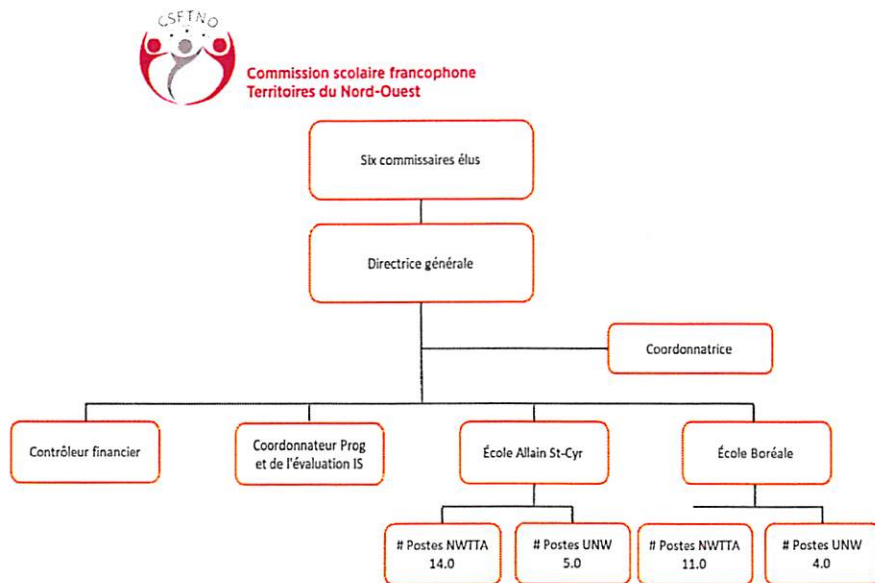 CSFTNO
Commission scolaire francophone
Territoires du Nord-Ouest
Six commissaires élus
Directrice générale
Coordonnatrice
Contrôleur financier
Coordonnateur Prog
et de l'évaluation IS
École Allain St-Cyr
École Boréale
# Postes NWTTA
14.0
# Postes UNW
5.0
# Postes NWTTA
11.0
# Postes UNW
4.0